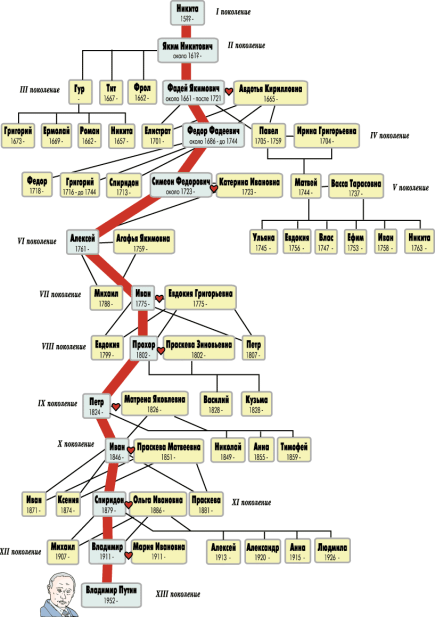 Никита
1599 -
I поколение
Яким Никитович
около 1619 -
II поколение
III поколение
Гур
-
Тит
1667 -
Фрол
1662 -
Фадей Якимович
около 1661 - после 1721
Авдотья Кирилловна
1665 -
Григорий
1673 -
Ермолай
1669 -
Роман
1662 -
Никита
1657 -
Елистрат
1701 -
Федор Фадеевич
около 1686 - до 1744
Павел
1705 - 1759
Ирина Григорьевна
1704 -
IV поколение
Федор
1718 -
Григорий
1716 - до 1744
Спиридон
1713 -
Симеон Федорович
около 1723 -
Катерина Ивановна
1723 -
Матвей
1744 -
Васса Тарасовна
1737 -
V поколение
VI поколение
Алексей
1761 -
Агафья Якимовна
1759 -
Ульяна
1745 -
Евдокия
1756 -
Влас
1747 -
Ефим
1753 -
Иван
1758 -
Никита
1763 -
VII поколение
Михаил
1788 -
Иван
1775 -
Евдокия Григорьевна
1775 -
VIII поколение
Евдокия
1799 -
Прохор
1802 -
Праскева Зиновьевна
1802 -
Петр
1807 -
IX поколение
Петр
1824 -
Матрена Яковлевна
1826 -
Василий
1828 -
Кузьма
1828 -
X поколение
Иван
1846 -
Праскева Матвеевна
1851 -
Николай
1849 -
Анна
1855 -
Тимофей
1859 -
Иван
1871 -
Ксения
1874 -
Спиридон
1879 -
Ольга Ивановна
1886 -
Праскева
1881 -
XI поколение
XII поколение
Михаил
1907 -
Владимир
1911 -
Мария Ивановна
1911 -
Алексей
1913 -
Александр
1920 -
Анна
1915 -
Людмила
1926 -
Владимир Путин
1952 -
XIII поколение